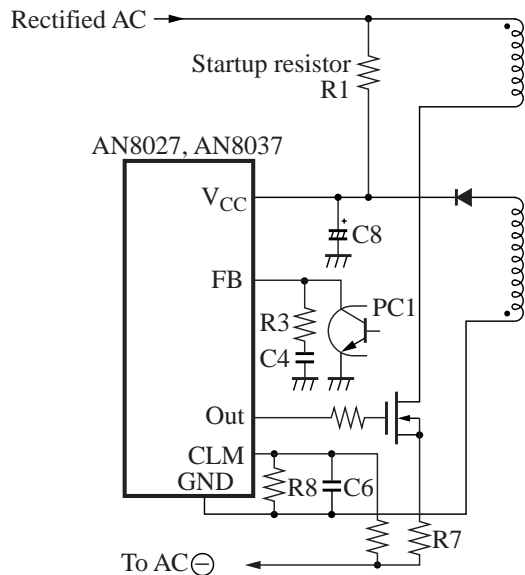 Rectified AC
Startup resistor
R1
AN8027, AN8037
VCC
C8
FB
R3
PC1
C4
Out
CLM
R8
C6
GND
R7
To AC⊖